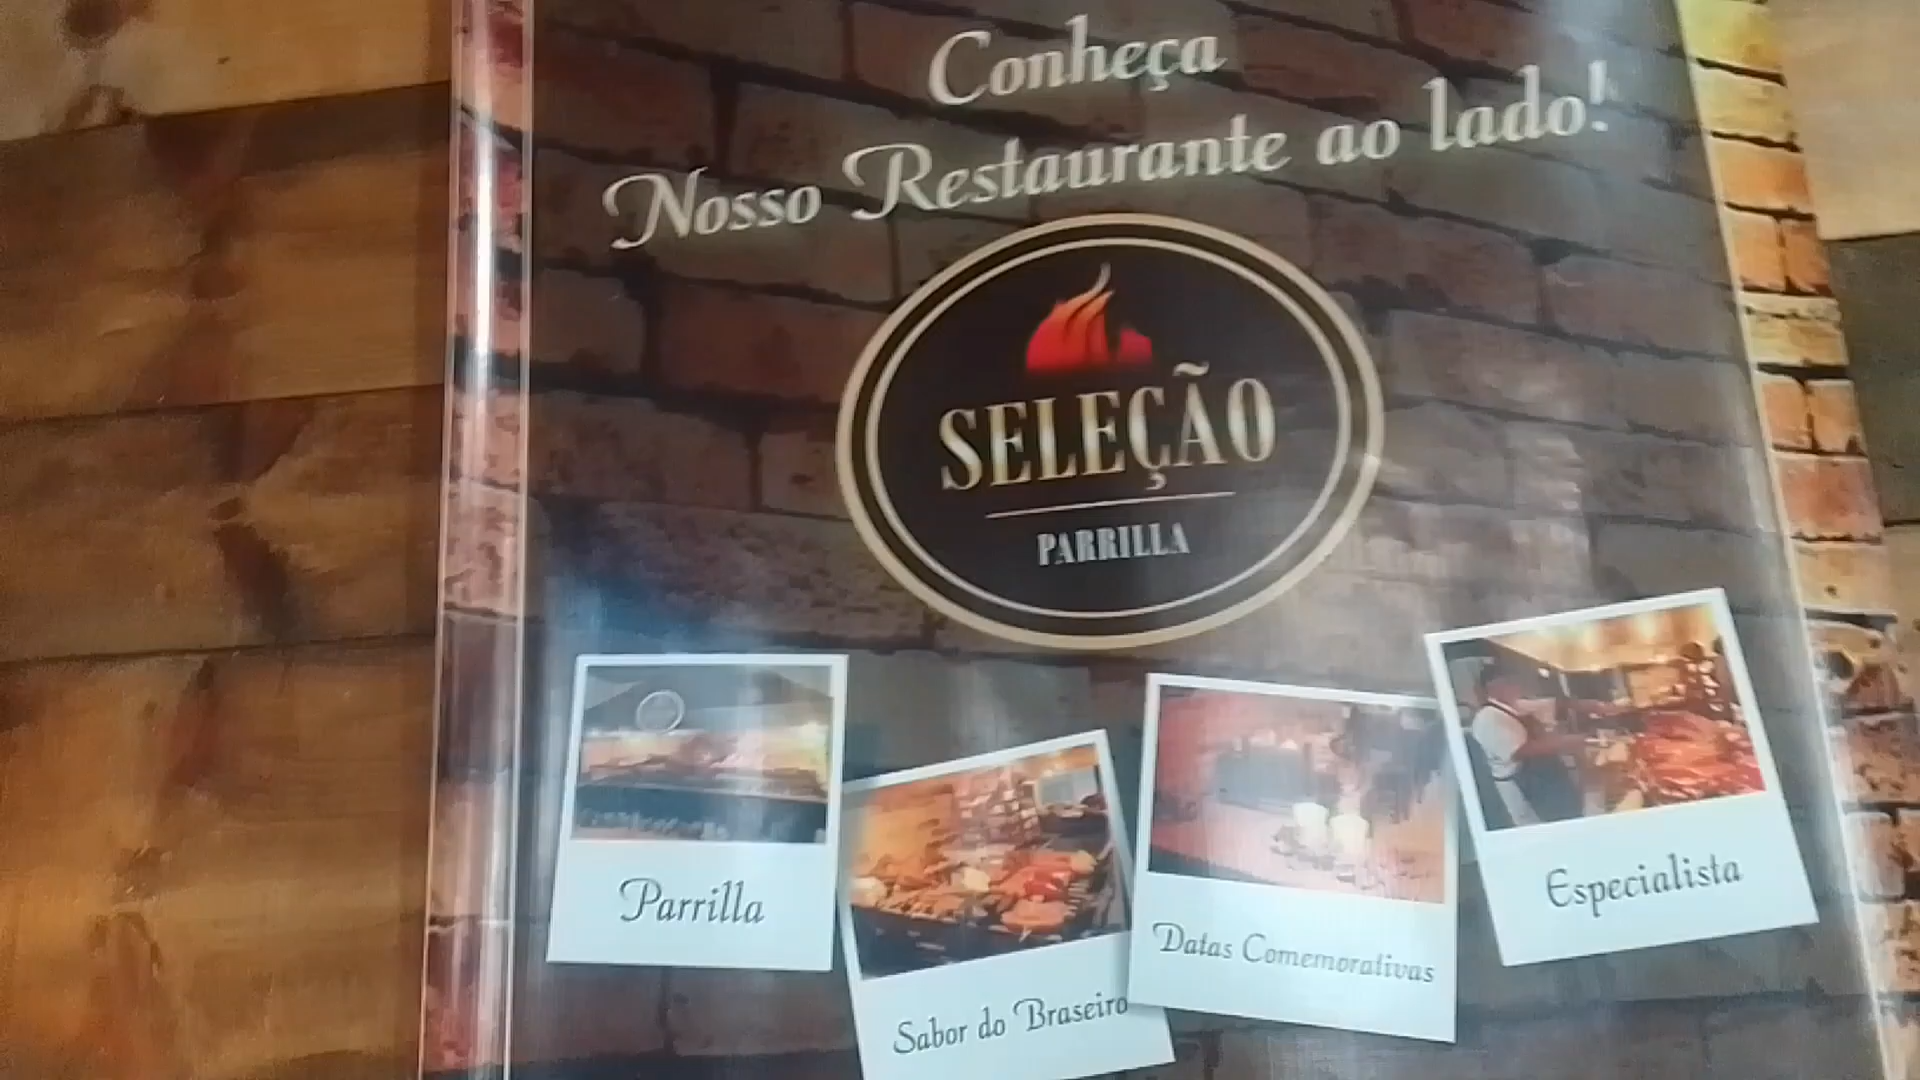 Conheça
Nosso Restaurante ao lado!
SELEÇÃO
PARRILLA
Parrilla
Sabor do Braseiro
Datas Comemorativas
Especialista